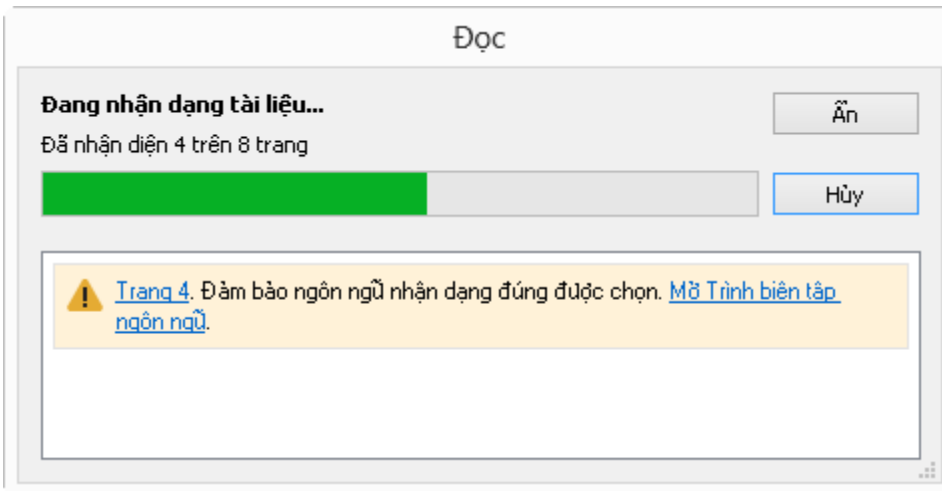 Đọc
Đang nhận dạng tài liệu...
Ẩn
Đã nhận diện 4 trên 8 trang
Hủy
Trang 4. Đảm bảo ngôn ngữ nhận dạng đúng được chọn. Mở Trình biên tập
ngôn ngữ.